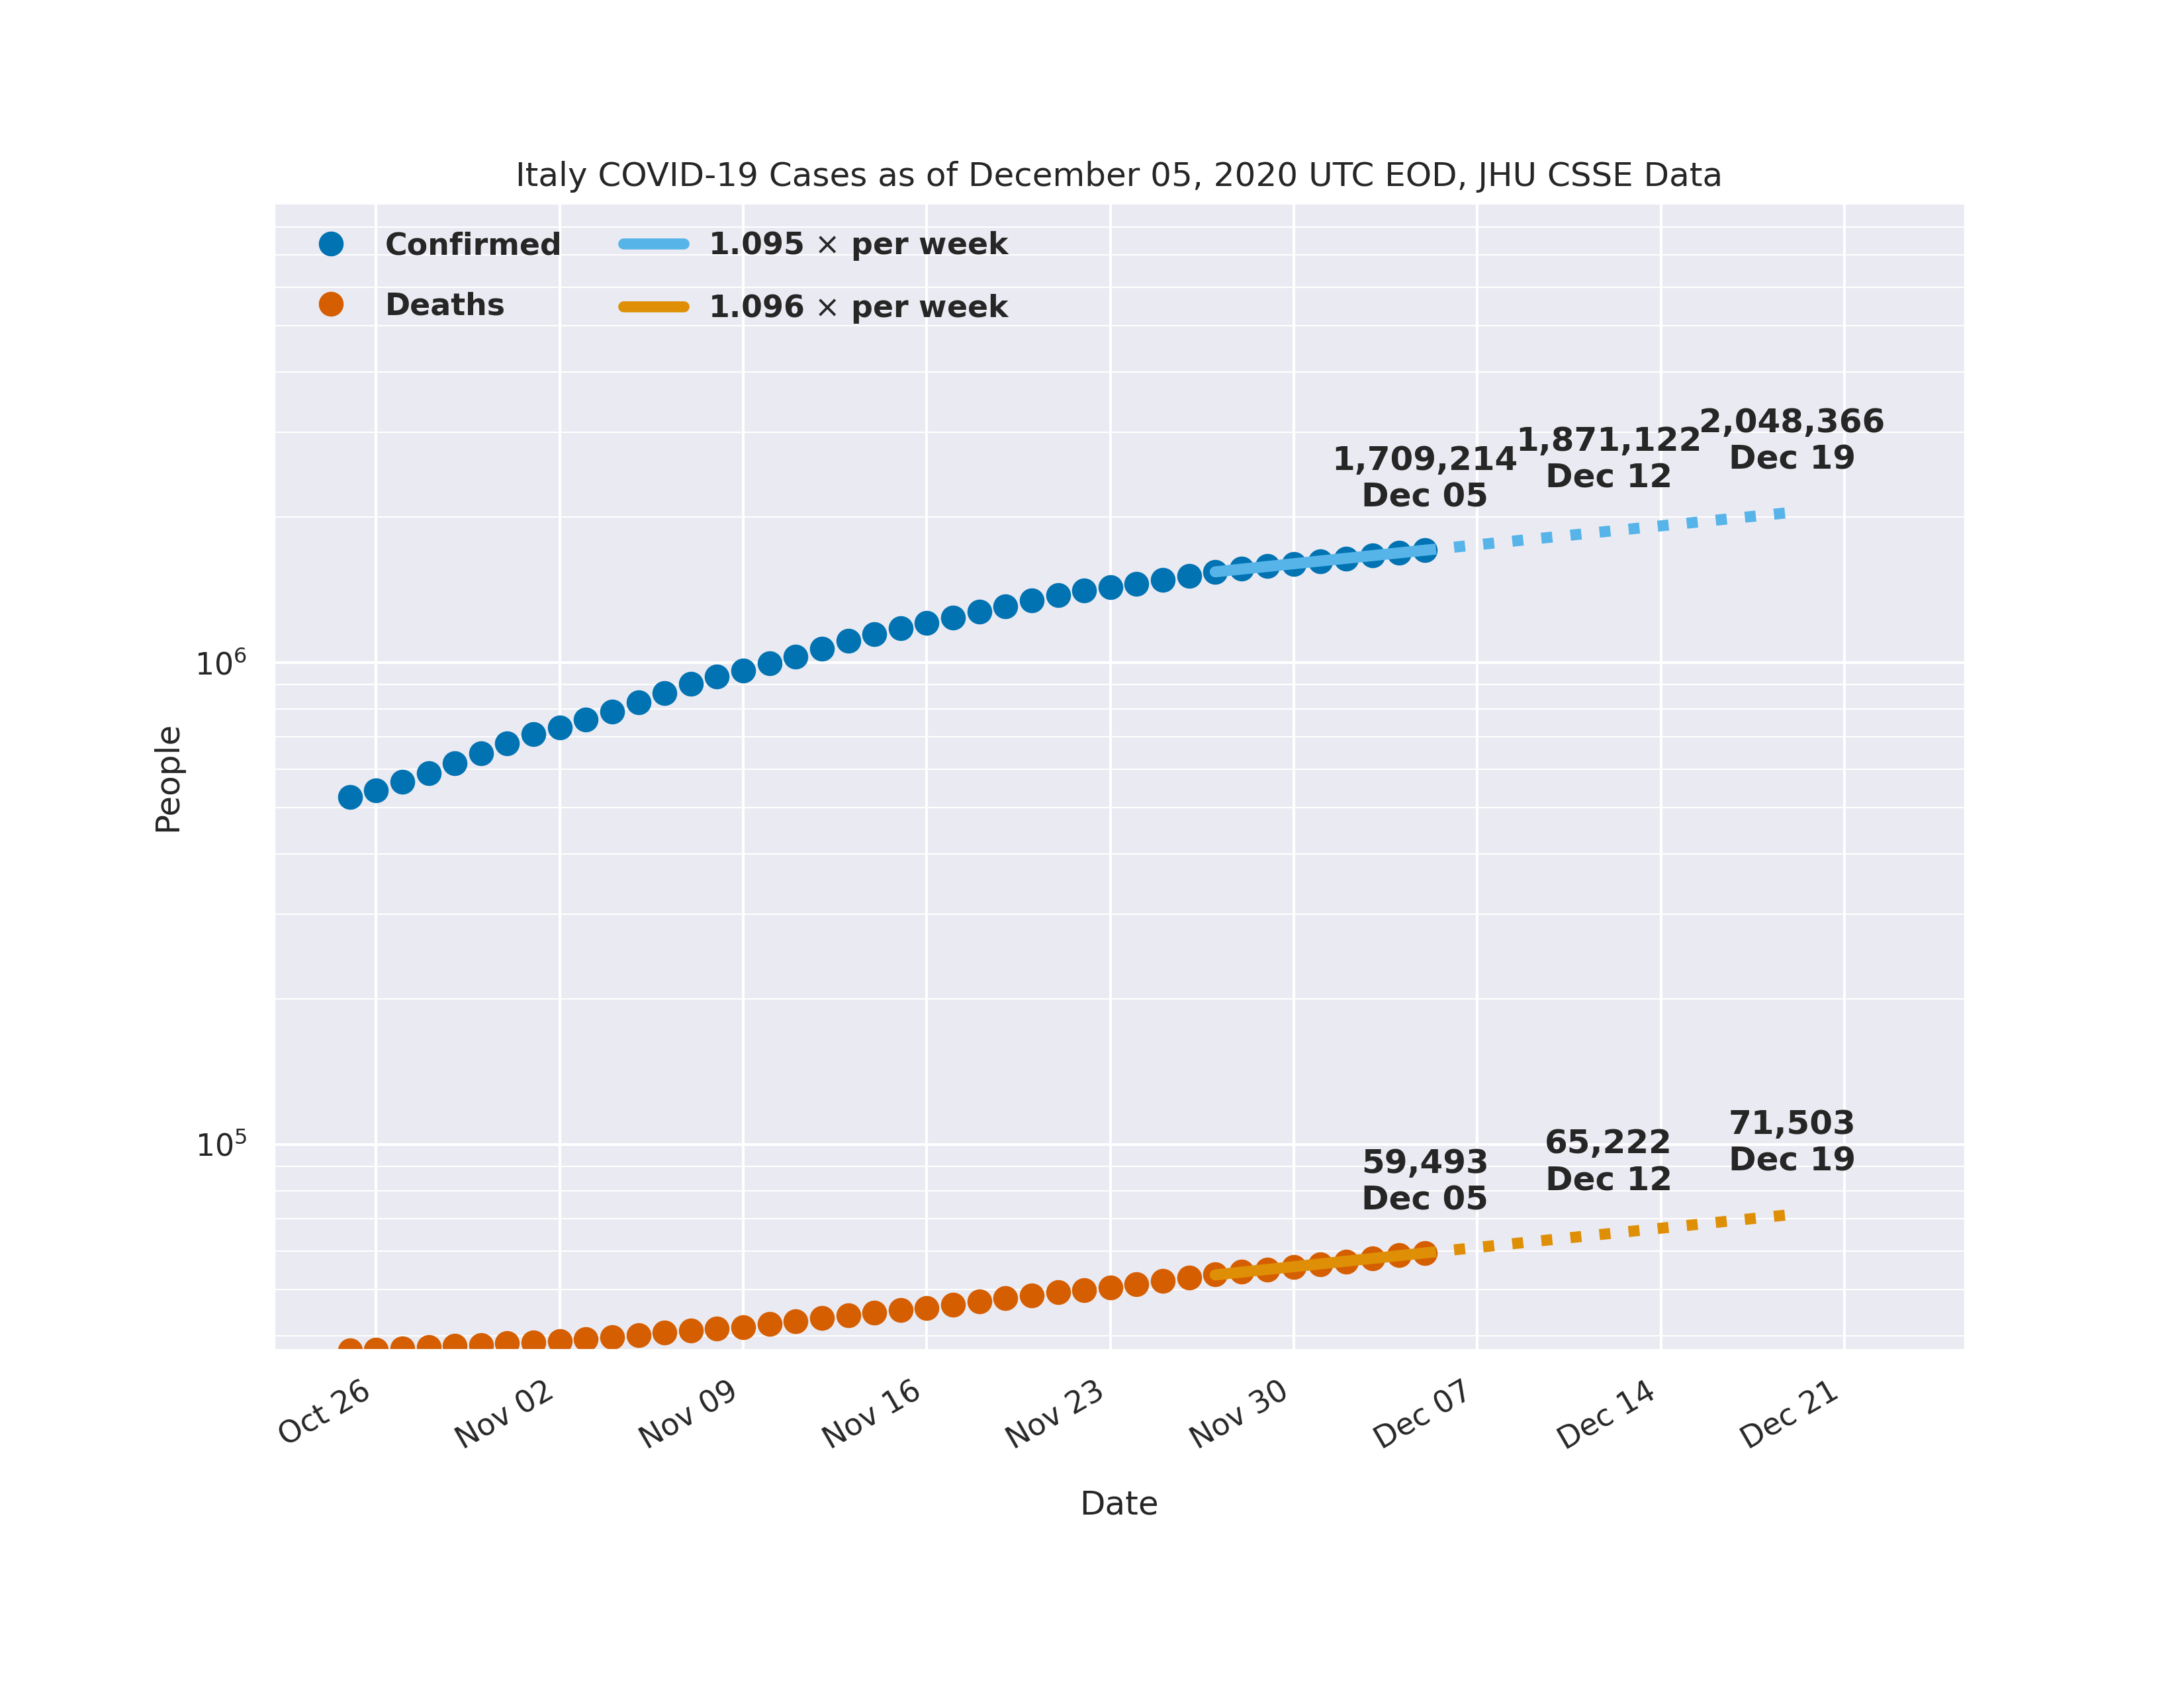 Italy COVID-19 Cases as of December 05, 2020 UTC EOD, JHU CSSE Data
Confirmed
Deaths
1.095 × per week
1.096 × per week
2,048,366
Dec 19
1,871,122
Dec 12
1,709,214
Dec 05
10⁶
People
10⁵
71,503
Dec 19
65,222
Dec 12
59,493
Dec 05
Oct 26
Nov 02
Nov 09
Nov 16
Nov 23
Nov 30
Dec 07
Dec 14
Dec 21
Date